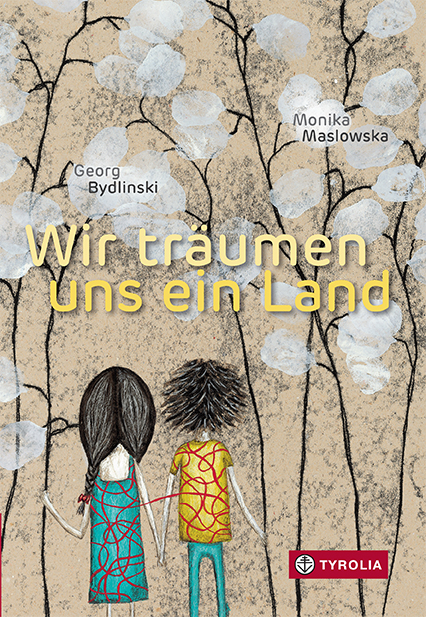 Monika
Maslowska
Georg
Bydlinski
Wir träumen
uns ein Land
TYROLIA